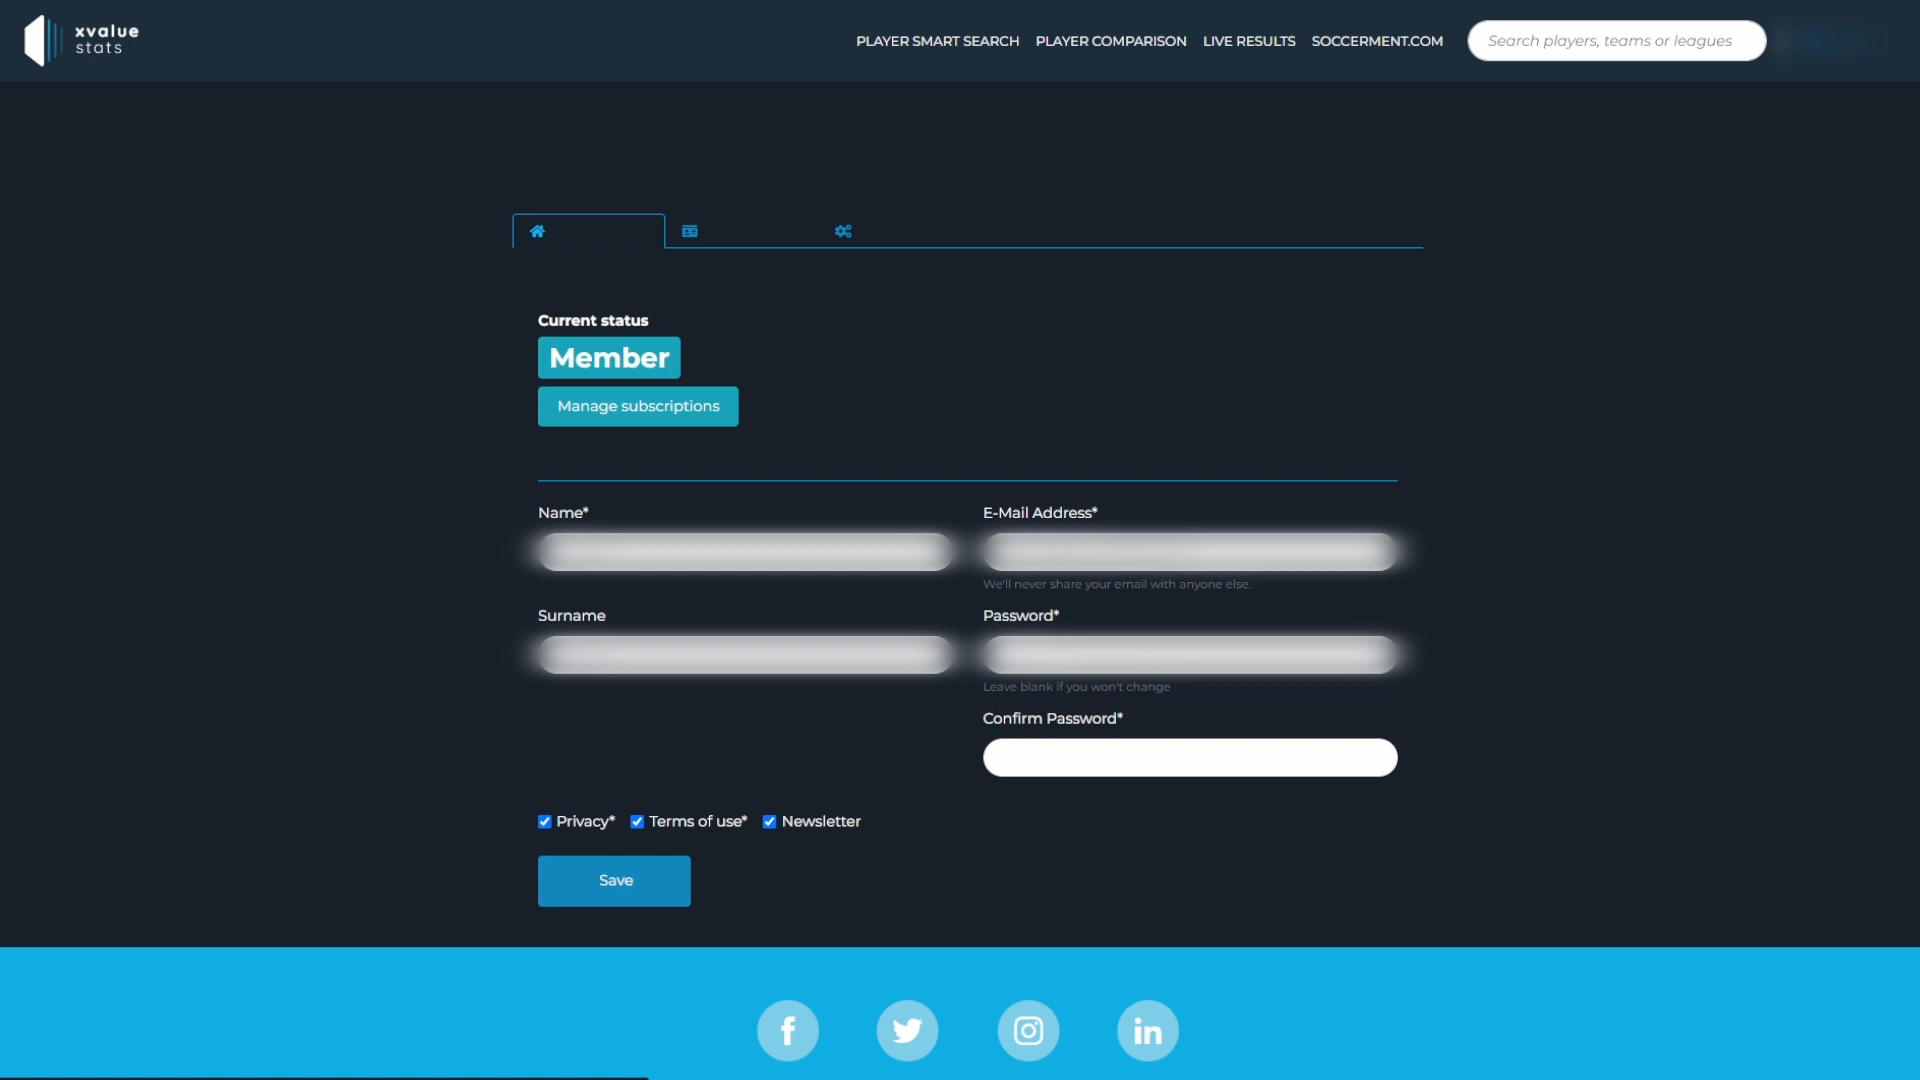 xvalue
stats
PLAYER SMART SEARCH PLAYER COMPARISON LIVE RESULTS SOCCERMENT.COM
Search players, teams or leagues
Current status
Member
Manage subscriptions
Name*
E-Mail Address*
We'll never share your email with anyone else.
Surname
Password*
Leave blank if you won't change
Confirm Password*
Privacy* Terms of use* Newsletter
Save